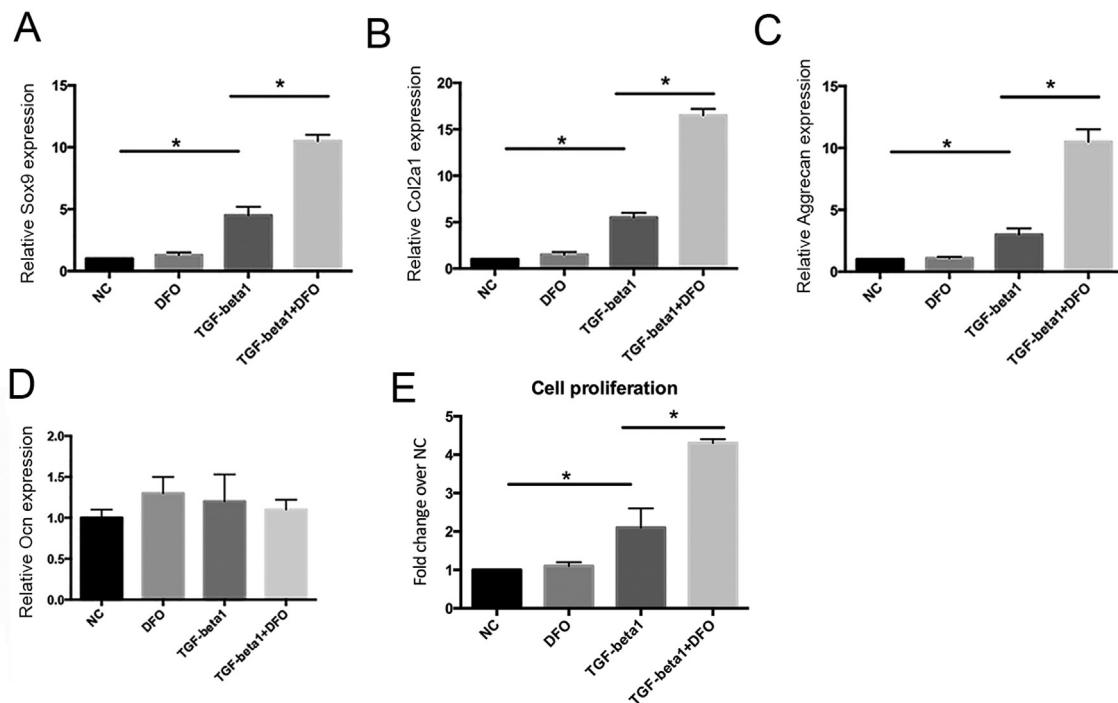 A
Relative Sox9 expression
15
10
5
0
*
*
NC
DFO
TGF-beta1
TGF-beta1+DFO
B
Relative Col2a1 expression
20
15
10
5
0
*
*
NC
DFO
TGF-beta1
TGF-beta1+DFO
C
Relative Aggrecan expression
15
10
5
0
*
*
NC
DFO
TGF-beta1
TGF-beta1+DFO
D
Relative Ocn expression
2.0
1.5
1.0
0.5
0.0
NC
DFO
TGF-beta1
TGF-beta1+DFO
E
Cell proliferation
Fold change over NC
5
4
3
2
1
0
*
*
NC
DFO
TGF-beta1
TGF-beta1+DFO